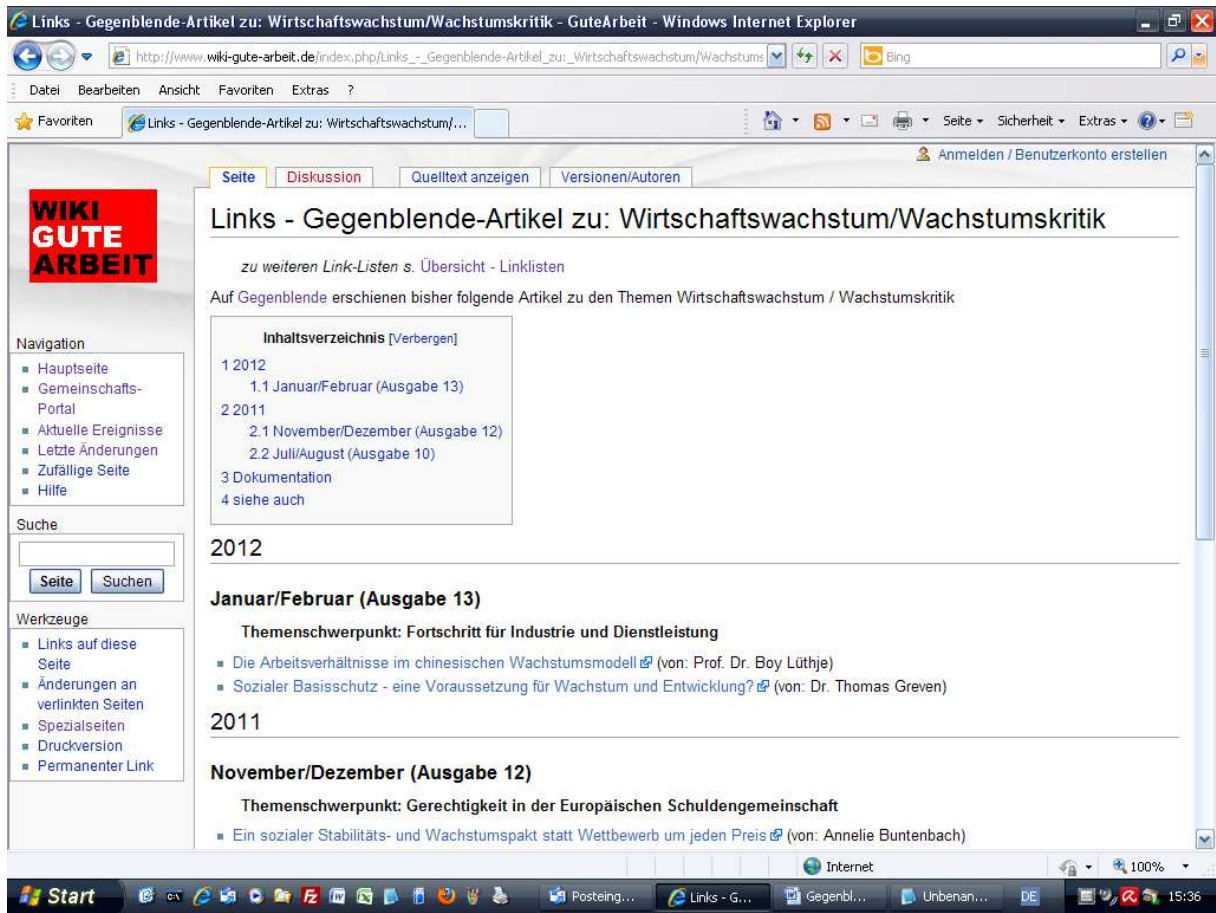 Links - Gegenblende-Artikel zu: Wirtschaftswachstum/Wachstumskritik - GuteArbeit - Windows Internet Explorer
http://www.wiki-gute-arbeit.de/index.php/Links_-_Gegenblende-Artikel_zu:_Wirtschaftswachstum/Wachstums
Bing
Datei Bearbeiten Ansicht Favoriten Extras ?
Favoriten
Links - Gegenblende-Artikel zu: Wirtschaftswachstum/...
Seite Sicherheit Extras
Anmelden / Benutzerkonto erstellen
Seite Diskussion Quelltext anzeigen Versionen/Autoren
WIKI
GUTE
ARBEIT
Navigation
Hauptseite
Gemeinschafts-
Portal
Aktuelle Ereignisse
Letzte Änderungen
Zufällige Seite
Hilfe
Suche
Seite Suchen
Werkzeuge
Links auf diese
Seite
Änderungen an
verlinkten Seiten
Spezialseiten
Druckversion
Permanenter Link
Links - Gegenblende-Artikel zu: Wirtschaftswachstum/Wachstumskritik
zu weiteren Link-Listen s. Übersicht - Linklisten
Auf Gegenblende erschienen bisher folgende Artikel zu den Themen Wirtschaftswachstum / Wachstumskritik
Inhaltsverzeichnis [Verbergen]
1 2012
1.1 Januar/Februar (Ausgabe 13)
2 2011
2.1 November/Dezember (Ausgabe 12)
2.2 Juli/August (Ausgabe 10)
3 Dokumentation
4 siehe auch
2012
Januar/Februar (Ausgabe 13)
Themenschwerpunkt: Fortschritt für Industrie und Dienstleistung
Die Arbeitsverhältnisse im chinesischen Wachstumsmodell (von: Prof. Dr. Boy Lüthje)
Sozialer Basisschutz - eine Voraussetzung für Wachstum und Entwicklung? (von: Dr. Thomas Greven)
2011
November/Dezember (Ausgabe 12)
Themenschwerpunkt: Gerechtigkeit in der Europäischen Schuldengemeinschaft
Ein sozialer Stabilitäts- und Wachstumspakt statt Wettbewerb um jeden Preis (von: Annelie Buntenbach)
Internet
100%
Start
Posteing...
Links - G...
Gegenbl...
Unbenan...
DE
15:36